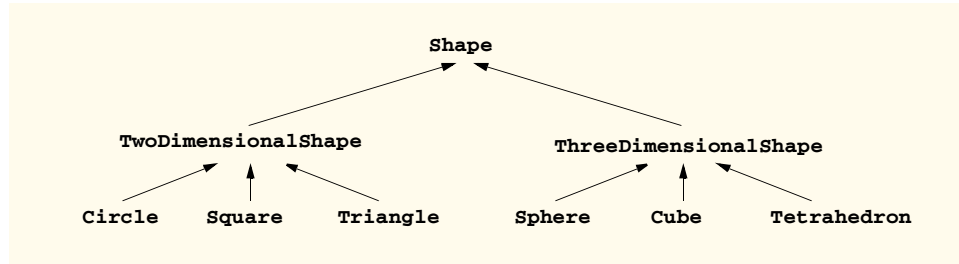 Shape
TwoDimensionalShape
ThreeDimensionalShape
Circle Square Triangle Sphere Cube Tetrahedron